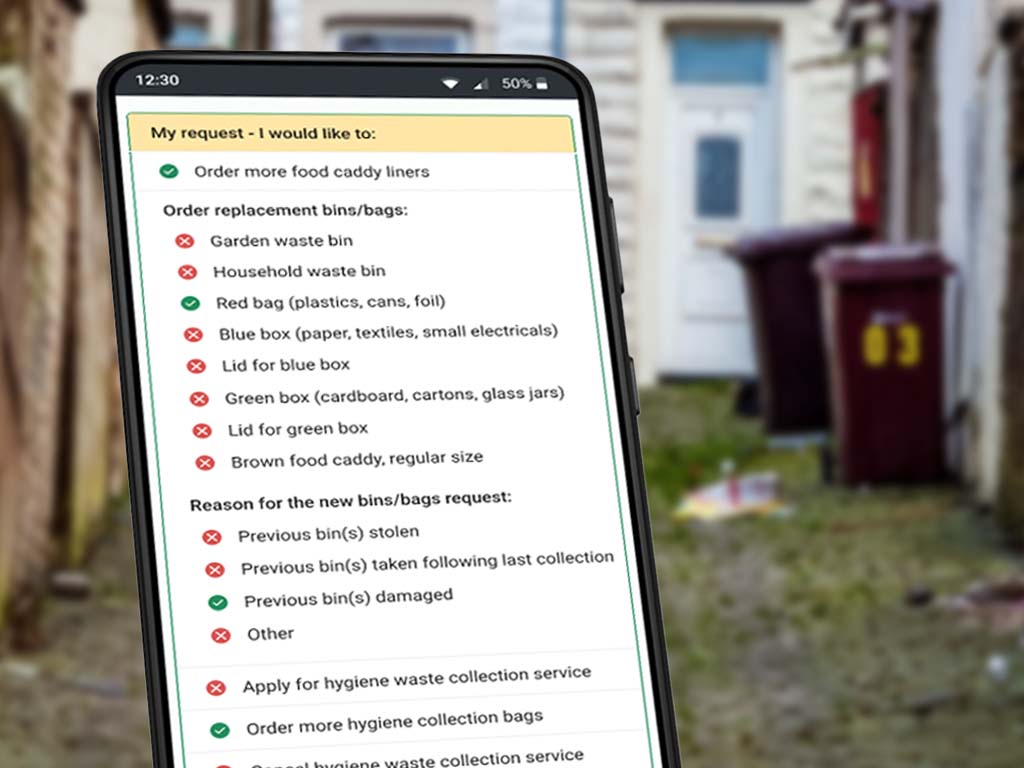 12:30 50%
My request - I would like to:
Order more food caddy liners
Order replacement bins/bags:
Garden waste bin
Household waste bin
Red bag (plastics, cans, foil)
Blue box (paper, textiles, small electricals)
Lid for blue box
Green box (cardboard, cartons, glass jars)
Lid for green box
Brown food caddy, regular size
Reason for the new bins/bags request:
Previous bin(s) stolen
Previous bin(s) taken following last collection
Previous bin(s) damaged
Other
Apply for hygiene waste collection service
Order more hygiene collection bags
Cancel hygiene waste collection service
03